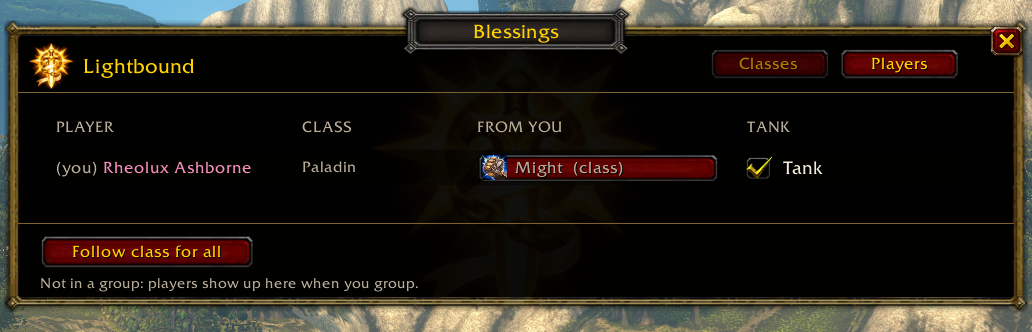 Blessings
Lightbound
Classes
Players
PLAYER CLASS FROM YOU TANK
(you) Rheolux Ashborne Paladin Might (class) Tank
Follow class for all
Not in a group: players show up here when you group.